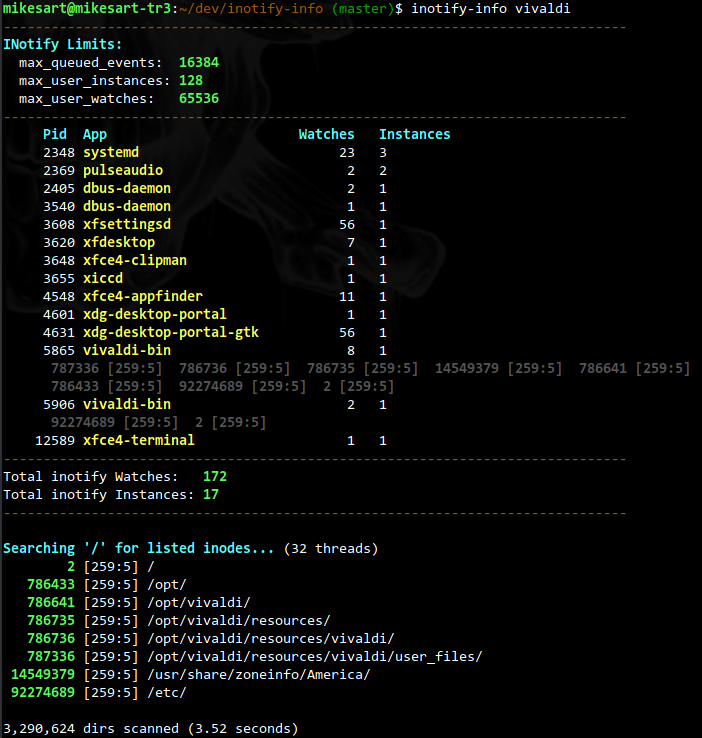 mikesart@mikesart-tr3:~/dev/inotify-info (master)$ inotify-info vivaldi
------------------------------------------------------------------------------
INotify Limits:
  max_queued_events:  16384
  max_user_instances: 128
  max_user_watches:   65536
------------------------------------------------------------------------------
     Pid  App                        Watches   Instances
     2348 systemd                         23   3
     2369 pulseaudio                       2   2
     2405 dbus-daemon                      2   1
     3540 dbus-daemon                      1   1
     3608 xfsettingsd                     56   1
     3620 xfdesktop                        7   1
     3648 xfce4-clipman                    1   1
     3655 xiccd                            1   1
     4548 xfce4-appfinder                 11   1
     4601 xdg-desktop-portal               1   1
     4631 xdg-desktop-portal-gtk          56   1
     5865 vivaldi-bin                      8   1
      787336 [259:5]  786736 [259:5]  786735 [259:5]  14549379 [259:5]  786641 [259:5]
      786433 [259:5]  92274689 [259:5]  2 [259:5]
     5906 vivaldi-bin                      2   1
      92274689 [259:5]  2 [259:5]
    12589 xfce4-terminal                   1   1
------------------------------------------------------------------------------
Total inotify Watches:   172
Total inotify Instances: 17
------------------------------------------------------------------------------
Searching '/' for listed inodes... (32 threads)
        2 [259:5] /
   786433 [259:5] /opt/
   786641 [259:5] /opt/vivaldi/
   786735 [259:5] /opt/vivaldi/resources/
   786736 [259:5] /opt/vivaldi/resources/vivaldi/
   787336 [259:5] /opt/vivaldi/resources/vivaldi/user_files/
 14549379 [259:5] /usr/share/zoneinfo/America/
 92274689 [259:5] /etc/
3,290,624 dirs scanned (3.52 seconds)